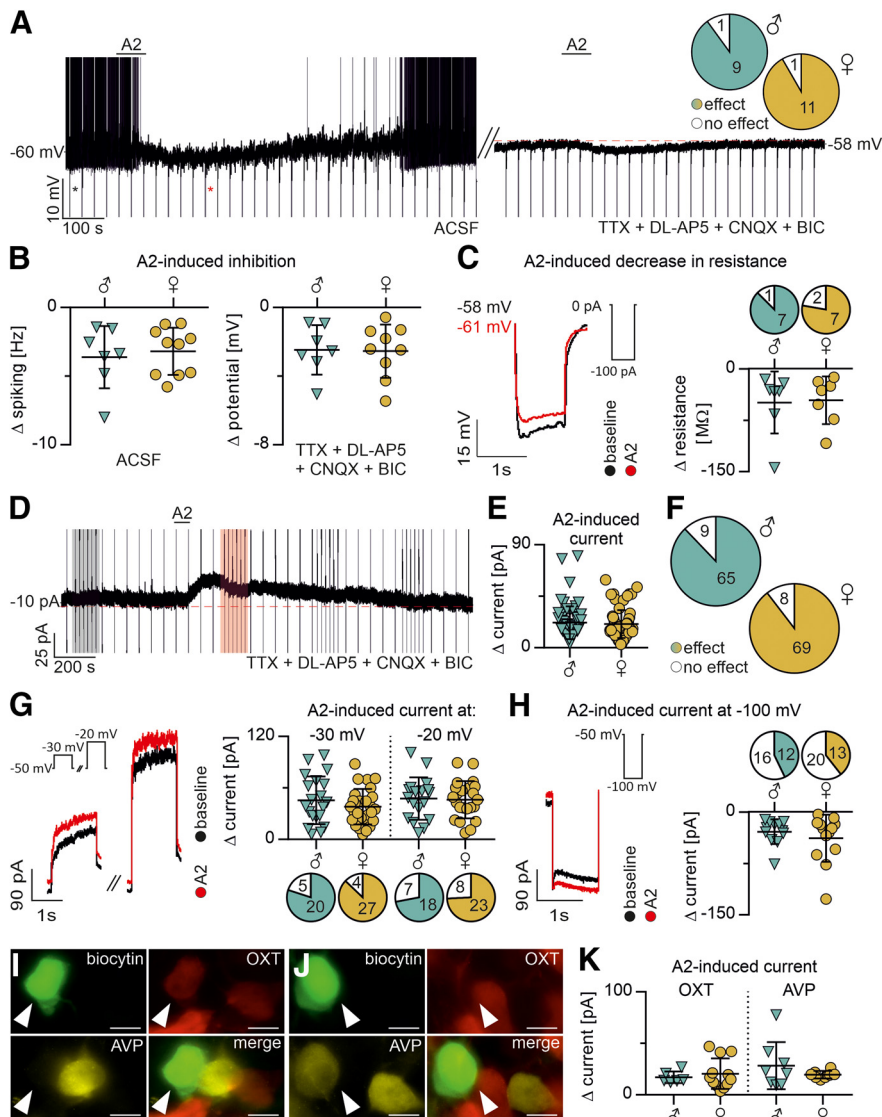 A
A2
A2
♂
1
9
♀
1
11
effect
no effect
-60 mV
-58 mV
*
*
10 mV
100 s
ACSF
TTX + DL-AP5 + CNQX + BIC
B
A2-induced inhibition
♂ ♀
♂ ♀
0
-10
Δ spiking [Hz]
ACSF
0
-8
Δ potential [mV]
TTX + DL-AP5
+ CNQX + BIC
C
A2-induced decrease in resistance
-58 mV
-61 mV
0 pA
-100 pA
15 mV
1s
baseline
A2
1
7
2
7
♂ ♀
0
-150
Δ resistance
[MΩ]
D
A2
-10 pA
25 pA
200 s
TTX + DL-AP5 + CNQX + BIC
E
A2-induced
current
90
0
Δ current [pA]
♂ ♀
F
9
65
♂
8
69
♀
effect
no effect
G
-20 mV
-30 mV
-50 mV
baseline
A2
90 pA
1s
A2-induced current at:
-30 mV
-20 mV
120
0
Δ current [pA]
♂ ♀ ♂ ♀
5
20
4
27
7
18
8
23
H
A2-induced current at -100 mV
-50 mV
-100 mV
90 pA
1s
baseline
A2
16
12
20
13
♂ ♀
0
-150
Δ current [pA]
I
biocytin
OXT
AVP
merge
J
biocytin
OXT
AVP
merge
K
A2-induced current
OXT
AVP
100
0
Δ current [pA]